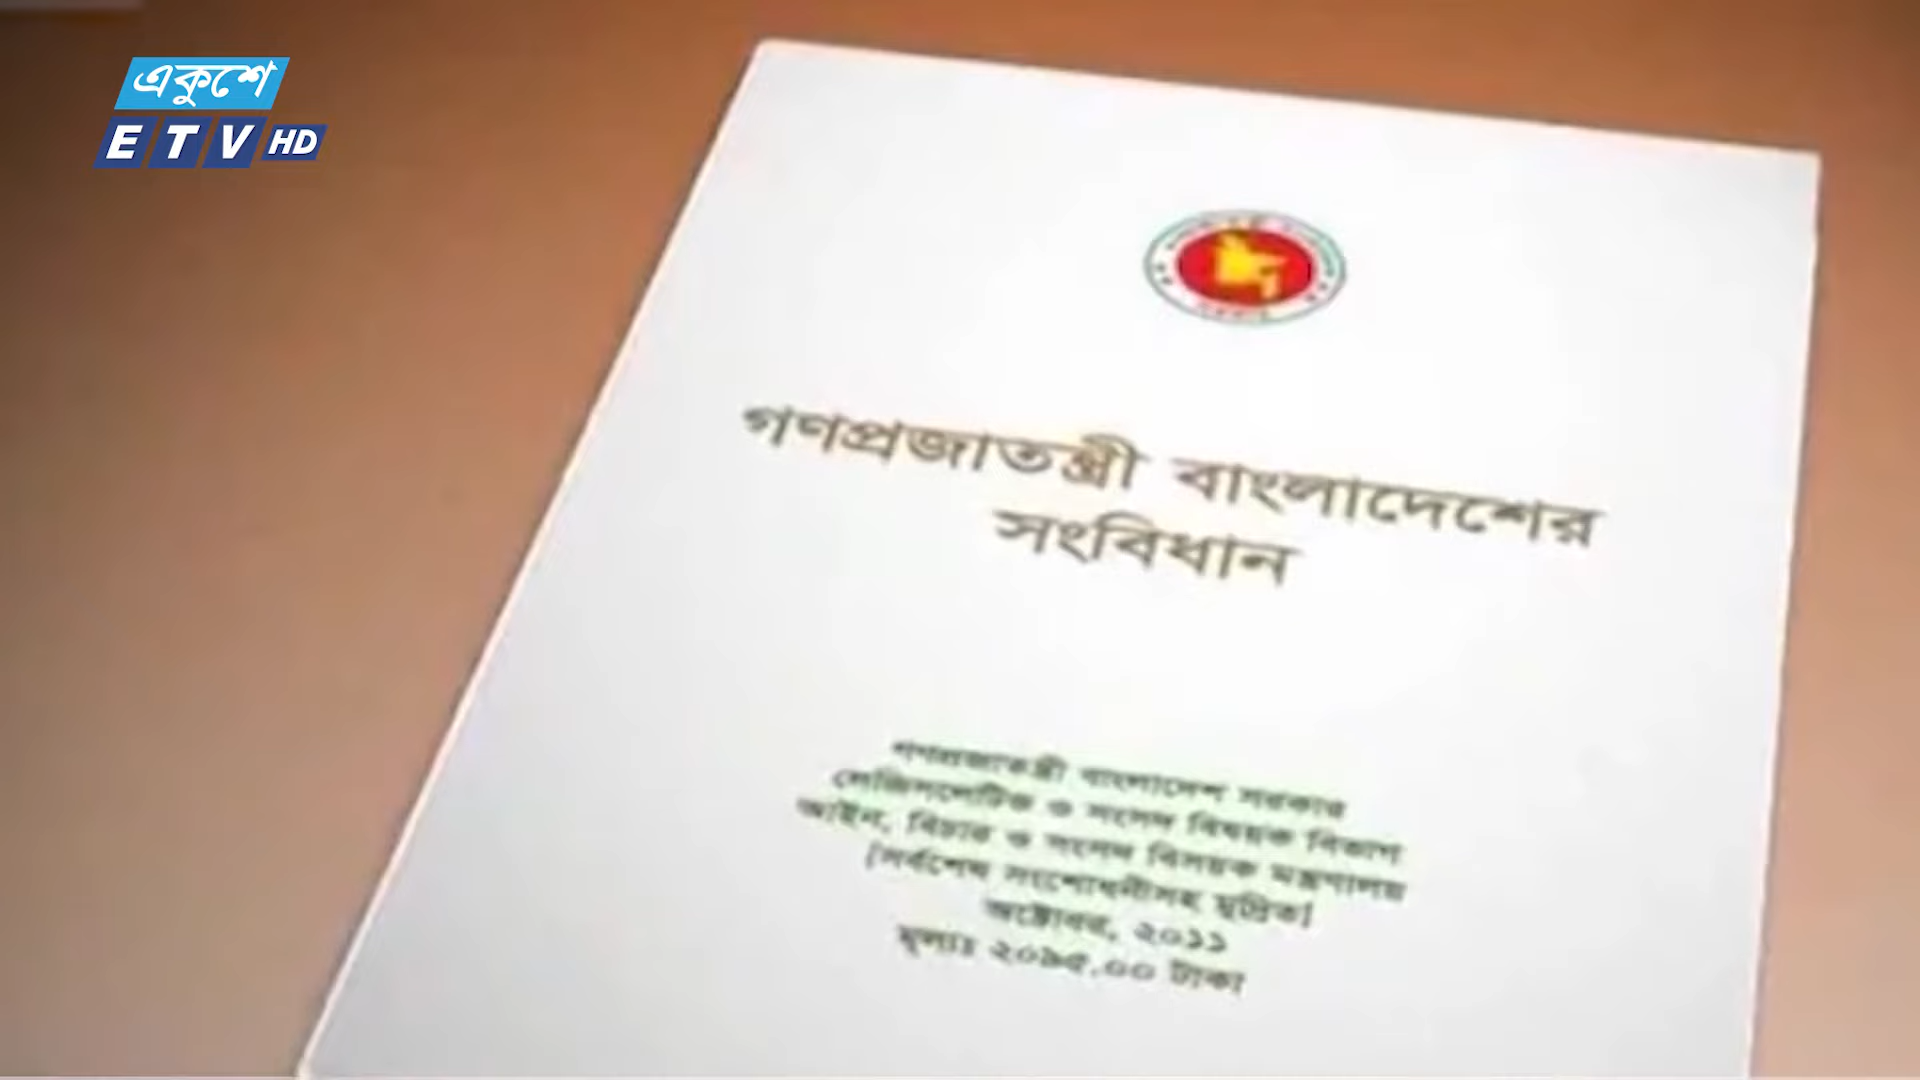 একুশে
ETV HD
গণপ্রজাতন্ত্রী বাংলাদেশের
সংবিধান
গণপ্রজাতন্ত্রী বাংলাদেশ সরকার
লেজিসলেটিভ ও সংসদ বিষয়ক বিভাগ
আইন, বিচার ও সংসদ বিষয়ক মন্ত্রণালয়
[সর্বশেষ সংশোধনীসহ মুদ্রিত]
অক্টোবর, ২০১১
মূল্যঃ টাকা